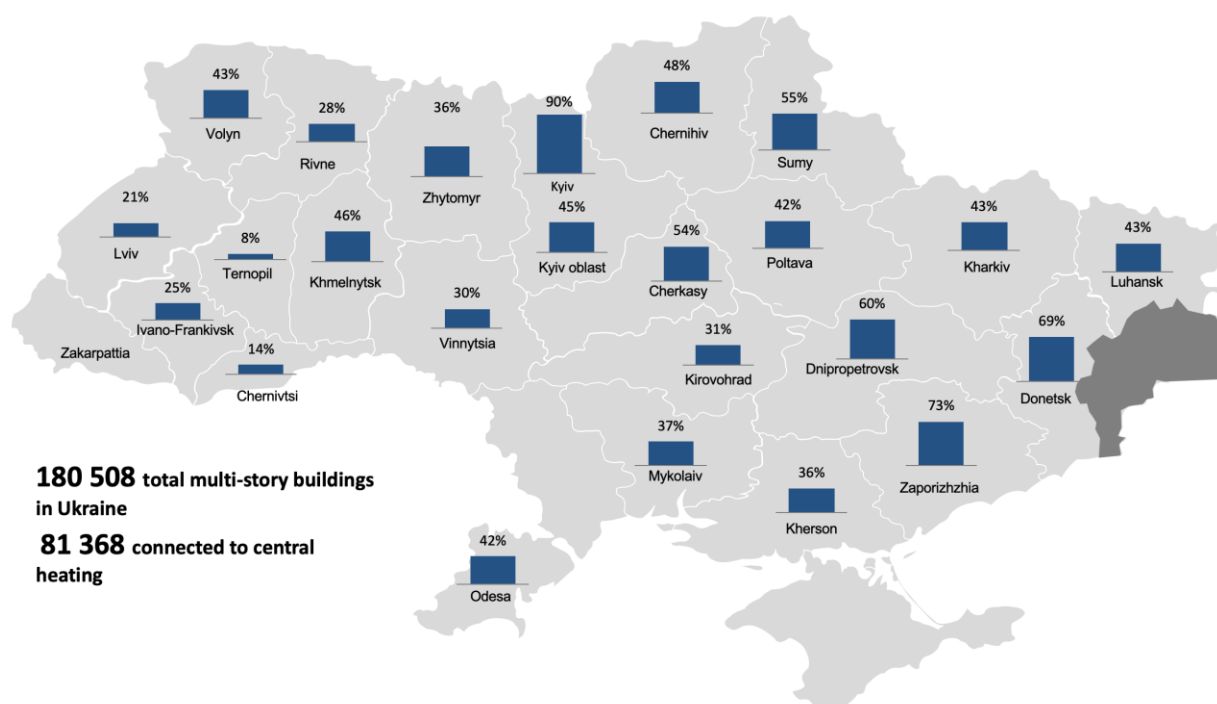 43%
Volyn
28%
Rivne
36%
Zhytomyr
90%
Kyiv
48%
Chernihiv
55%
Sumy
21%
Lviv
8%
Ternopil
46%
Khmelnytsk
45%
Kyiv oblast
54%
Cherkasy
42%
Poltava
43%
Kharkiv
43%
Luhansk
25%
Ivano-Frankivsk
Zakarpattia
14%
Chernivtsi
30%
Vinnytsia
31%
Kirovohrad
60%
Dnipropetrovsk
69%
Donetsk
37%
Mykolaiv
36%
Kherson
73%
Zaporizhzhia
180 508 total multi-story buildings
in Ukraine
81 368 connected to central
heating
42%
Odesa